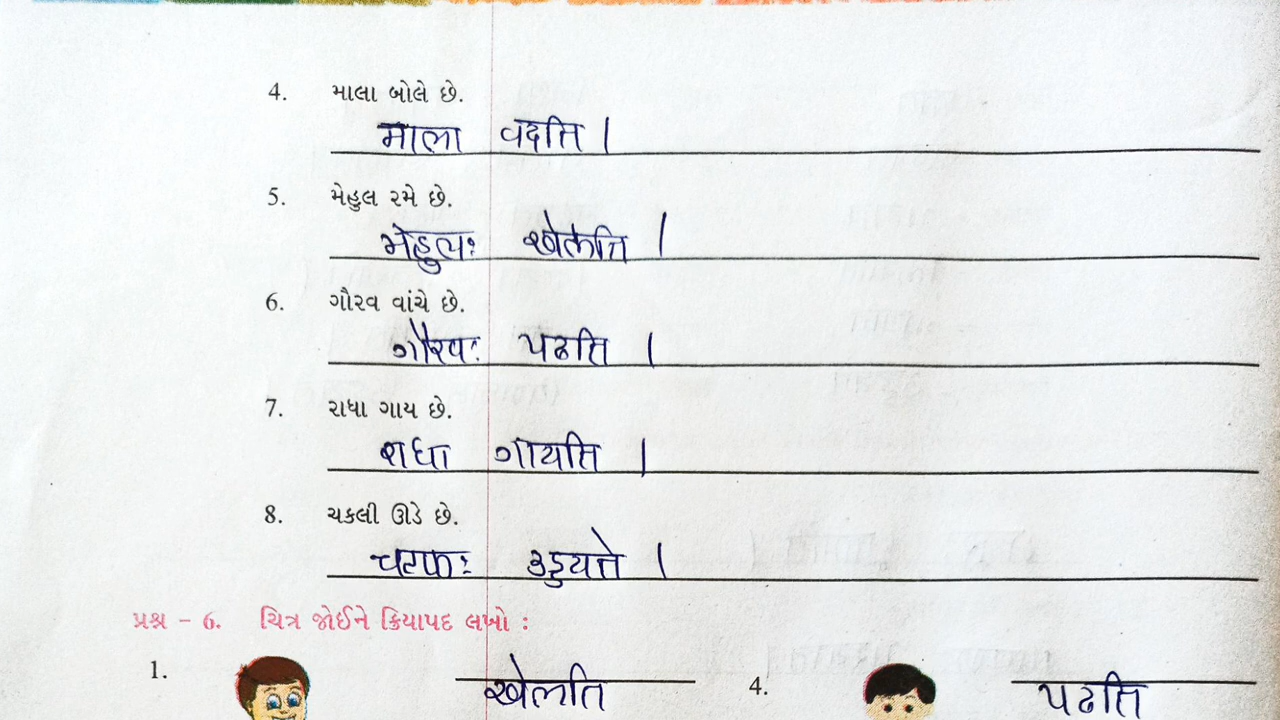 4. માલા બોલે છે.
माला वदति ।
5. મેહુલ રમે છે.
मेहुलः खेलति ।
6. ગૌરવ વાંચે છે.
गौरवः पठति ।
7. રાધા ગાય છે.
राधा गायति ।
8. ચકલી ઊડે છે.
चटकः उड्डयते ।
પ્રશ્ન - 6. ચિત્ર જોઈને ક્રિયાપદ લખો :
1. खेलति 4. पठति